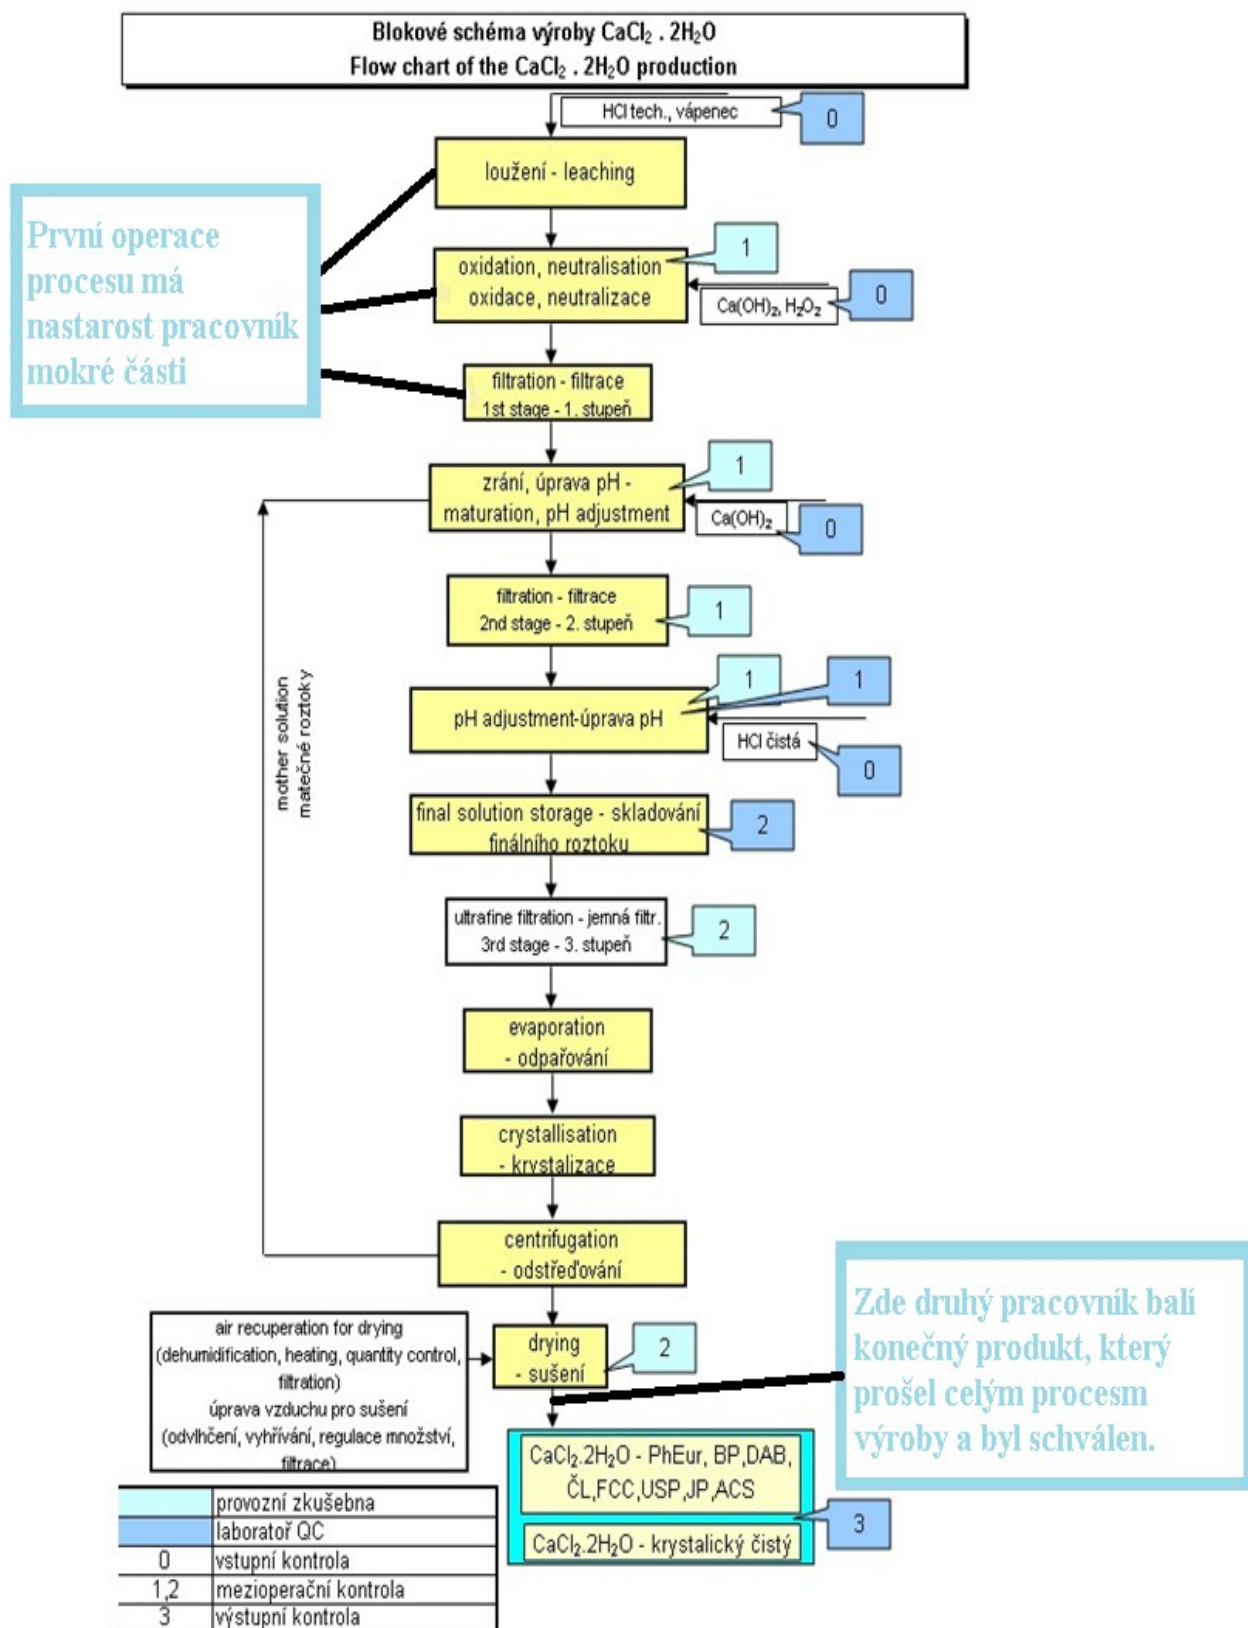 Blokové schéma výroby CaCl₂ . 2H₂O
Flow chart of the CaCl₂ . 2H₂O production
HCl tech., vápenec
0
loužení - leaching
První operace
procesu má
nastarost pracovník
mokré části
1
oxidation, neutralisation
oxidace, neutralizace
Ca(OH)₂, H₂O₂
0
filtration - filtrace
1st stage - 1. stupeň
1
zrání, úprava pH -
maturation, pH adjustment
Ca(OH)₂
0
filtration - filtrace
2nd stage - 2. stupeň
1
mother solution
matečné roztoky
1
1
pH adjustment-úprava pH
HCl čistá
0
final solution storage - skladování
finálního roztoku
2
ultrafine filtration - jemná filtr.
3rd stage - 3. stupeň
2
evaporation
- odpařování
crystallisation
- krystalizace
centrifugation
- odstřeďování
Zde druhý pracovník balí
konečný produkt, který
prošel celým procesm
výroby a byl schválen.
air recuperation for drying
(dehumidification, heating, quantity control,
filtration)
úprava vzduchu pro sušení
(odvlhčení, vyhřívání, regulace množství,
filtrace)
drying
- sušení
2
CaCl₂.2H₂O - PhEur, BP,DAB,
ČL,FCC,USP,JP,ACS
CaCl₂.2H₂O - krystalický čistý
3
provozní zkušebna
laboratoř QC
0 vstupní kontrola
1,2 mezioperační kontrola
3 výstupní kontrola